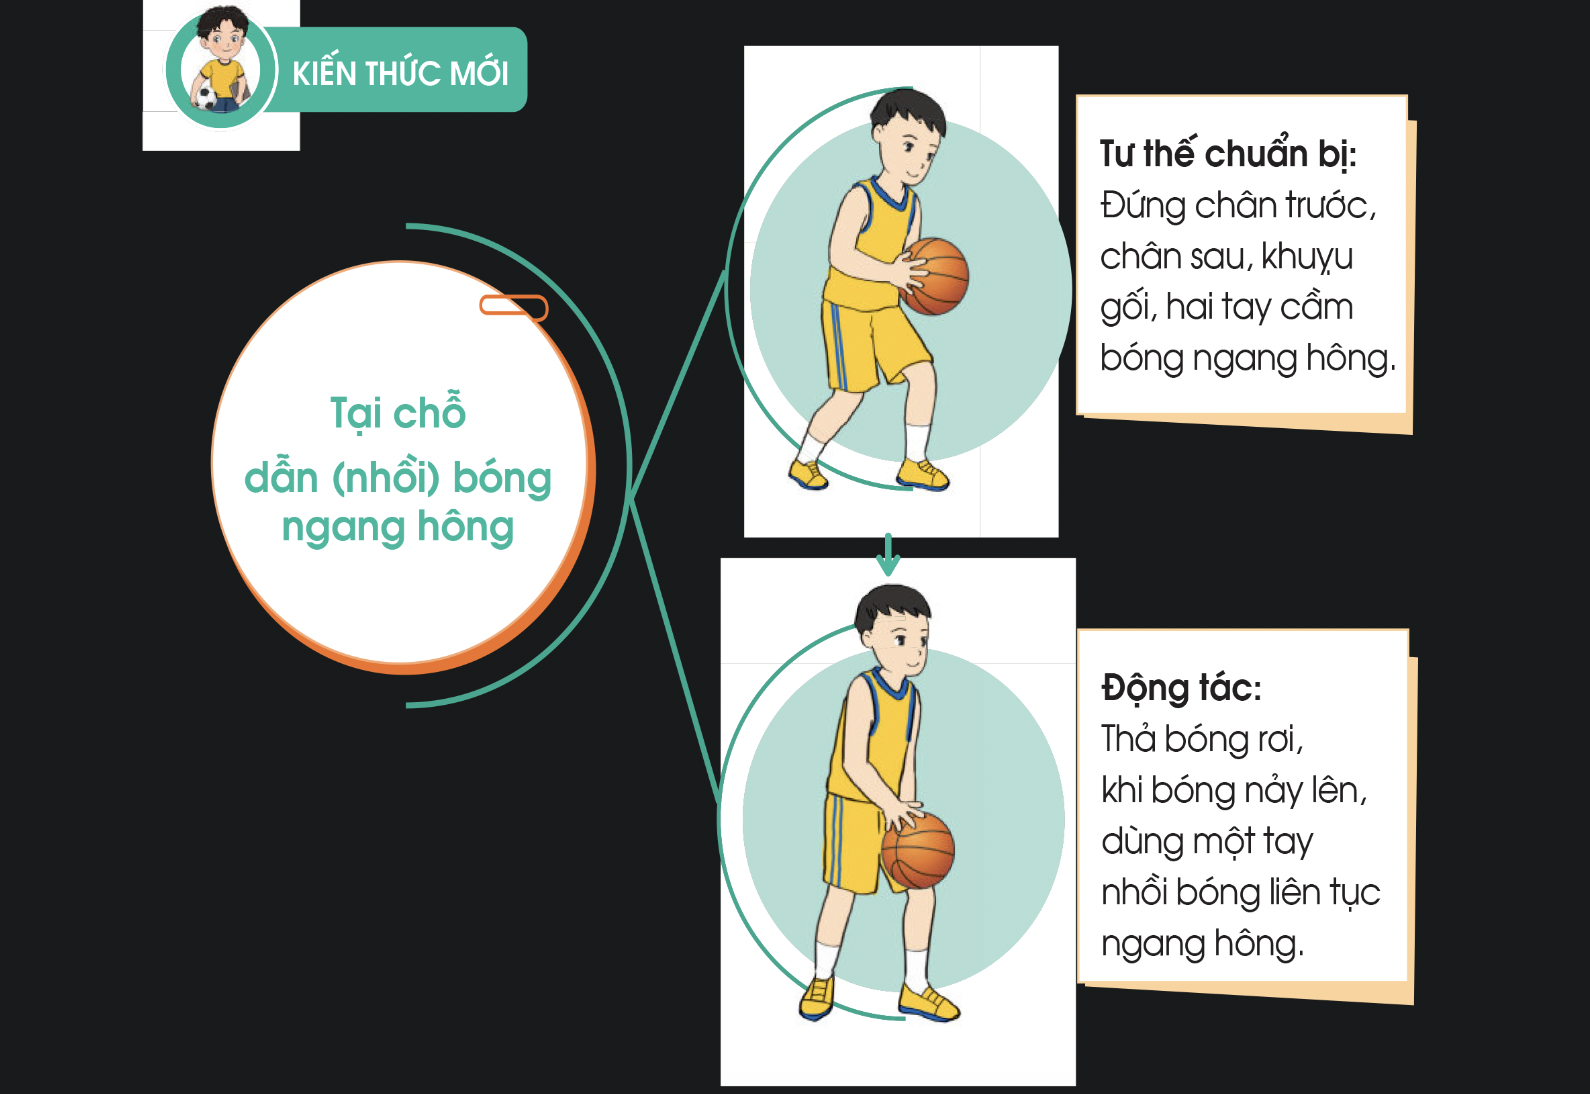 KIẾN THỨC MỚI
Tại chỗ
dẫn (nhồi) bóng
ngang hông
Tư thế chuẩn bị:
Đứng chân trước,
chân sau, khuỵu
gối, hai tay cầm
bóng ngang hông.
Động tác:
Thả bóng rơi,
khi bóng nảy lên,
dùng một tay
nhồi bóng liên tục
ngang hông.